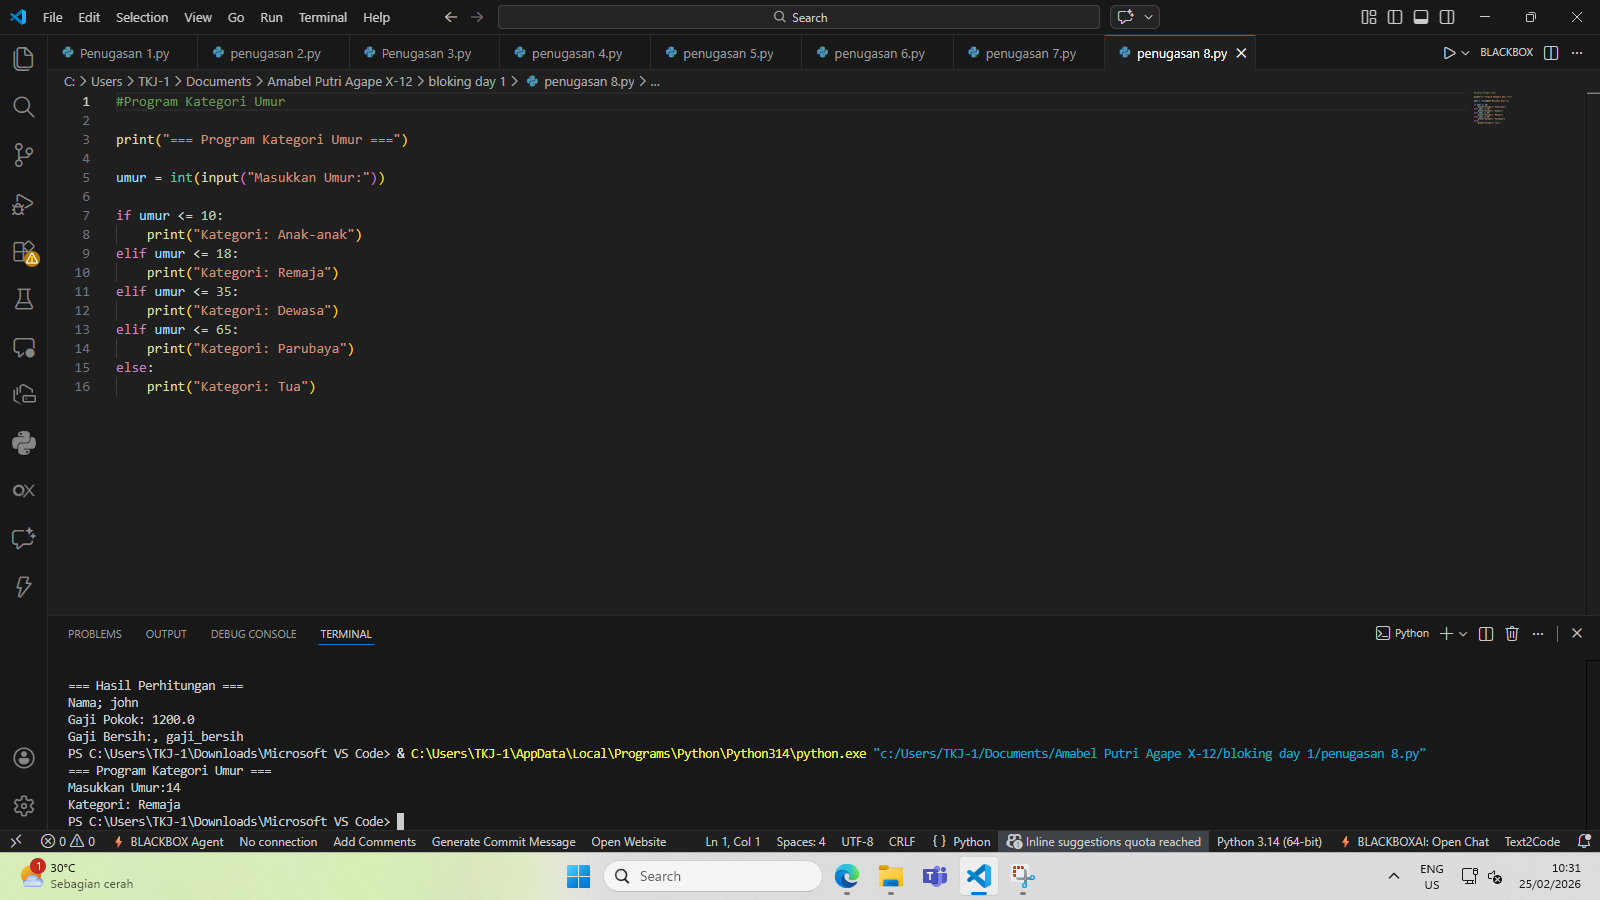 File Edit Selection View Go Run Terminal Help
Search
Penugasan 1.py penugasan 2.py Penugasan 3.py penugasan 4.py penugasan 5.py penugasan 6.py penugasan 7.py penugasan 8.py BLACKBOX
C: > Users > TKJ-1 > Documents > Amabel Putri Agape X-12 > bloking day 1 > penugasan 8.py > ...
1 #Program Kategori Umur
2
3 print("=== Program Kategori Umur ===")
4
5 umur = int(input("Masukkan Umur:"))
6
7 if umur <= 10:
8     print("Kategori: Anak-anak")
9 elif umur <= 18:
10     print("Kategori: Remaja")
11 elif umur <= 35:
12     print("Kategori: Dewasa")
13 elif umur <= 65:
14     print("Kategori: Parubaya")
15 else:
16     print("Kategori: Tua")
PROBLEMS OUTPUT DEBUG CONSOLE TERMINAL Python
=== Hasil Perhitungan ===
Nama; john
Gaji Pokok: 1200.0
Gaji Bersih:, gaji_bersih
PS C:\Users\TKJ-1\Downloads\Microsoft VS Code> & C:\Users\TKJ-1\AppData\Local\Programs\Python\Python314\python.exe "c:/Users/TKJ-1/Documents/Amabel Putri Agape X-12/bloking day 1/penugasan 8.py"
=== Program Kategori Umur ===
Masukkan Umur:14
Kategori: Remaja
PS C:\Users\TKJ-1\Downloads\Microsoft VS Code>
0 0 BLACKBOX Agent No connection Add Comments Generate Commit Message Open Website Ln 1, Col 1 Spaces: 4 UTF-8 CRLF { } Python Inline suggestions quota reached Python 3.14 (64-bit) BLACKBOXAI: Open Chat Text2Code
1 30°C
Sebagian cerah
Search
ENG
US
10:31
25/02/2026